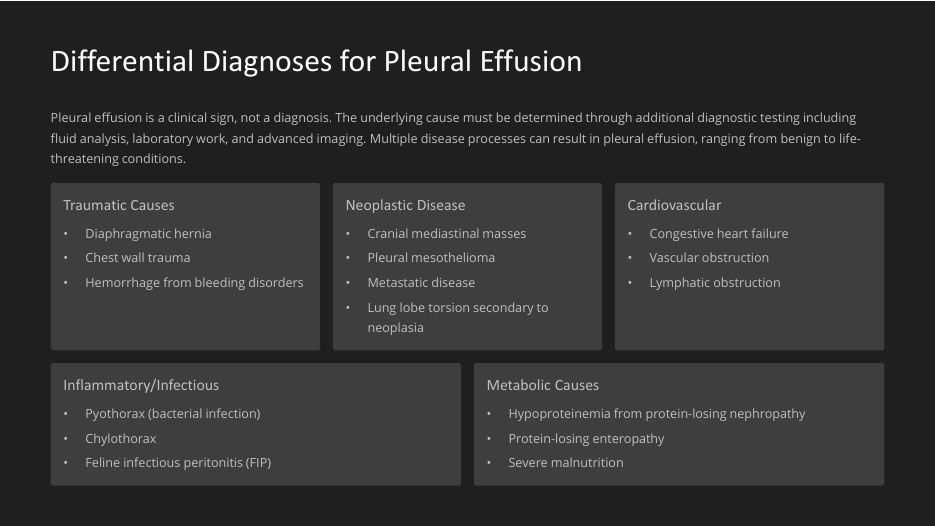 Differential Diagnoses for Pleural Effusion
Pleural effusion is a clinical sign, not a diagnosis. The underlying cause must be determined through additional diagnostic testing including
fluid analysis, laboratory work, and advanced imaging. Multiple disease processes can result in pleural effusion, ranging from benign to life-
threatening conditions.
Traumatic Causes
• Diaphragmatic hernia
• Chest wall trauma
• Hemorrhage from bleeding disorders
Neoplastic Disease
• Cranial mediastinal masses
• Pleural mesothelioma
• Metastatic disease
• Lung lobe torsion secondary to
neoplasia
Cardiovascular
• Congestive heart failure
• Vascular obstruction
• Lymphatic obstruction
Inflammatory/Infectious
• Pyothorax (bacterial infection)
• Chylothorax
• Feline infectious peritonitis (FIP)
Metabolic Causes
• Hypoproteinemia from protein-losing nephropathy
• Protein-losing enteropathy
• Severe malnutrition